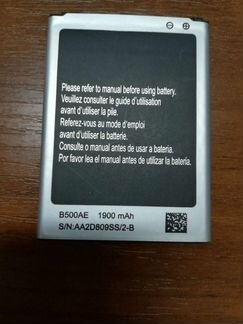 Please refer to manual before using battery.
Veuillez consulter le guide d'utilisation
avant d'utiliser la pile.
Referez-vous au mode d'emploi
avant d'utiliser la batterie.
Consulte o manual antes de usar a bateria.
Por favor lea el manual antes de utilizar la bateria.
B500AE 1900 mAh
S/N:AA2D809SS/2-B